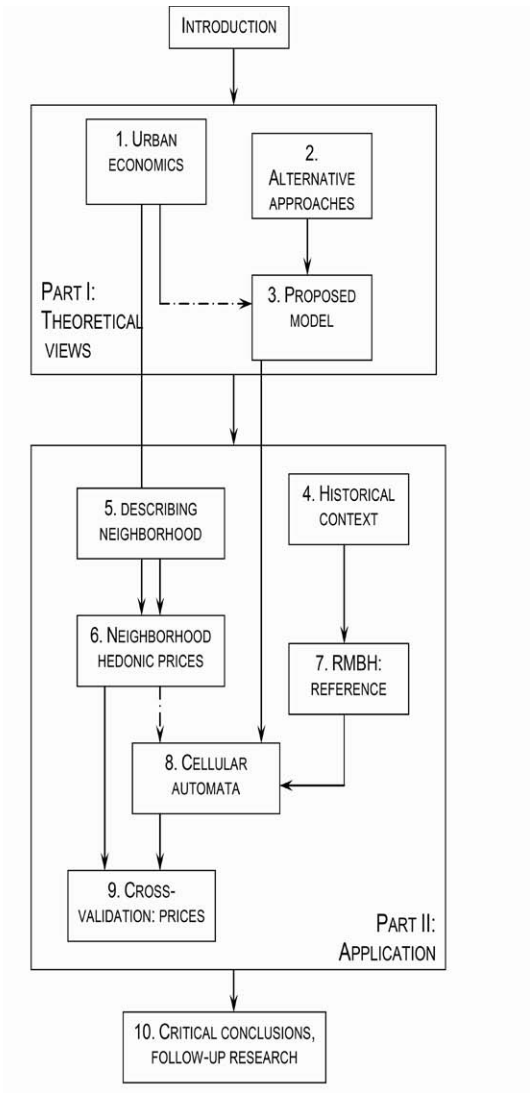 INTRODUCTION
1. URBAN
ECONOMICS
2.
ALTERNATIVE
APPROACHES
3. PROPOSED
MODEL
PART I:
THEORETICAL
VIEWS
4. HISTORICAL
CONTEXT
5. DESCRIBING
NEIGHBORHOOD
6. NEIGHBORHOOD
HEDONIC PRICES
7. RMBH:
REFERENCE
8. CELLULAR
AUTOMATA
9. CROSS-
VALIDATION: PRICES
PART II:
APPLICATION
10. CRITICAL CONCLUSIONS,
FOLLOW-UP RESEARCH